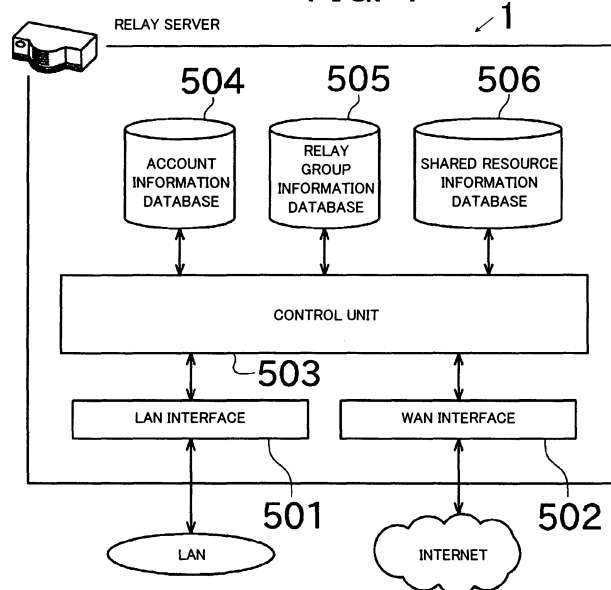 RELAY SERVER
1
504
505
506
ACCOUNT
INFORMATION
DATABASE
RELAY
GROUP
INFORMATION
DATABASE
SHARED RESOURCE
INFORMATION
DATABASE
CONTROL UNIT
503
LAN INTERFACE
WAN INTERFACE
501
502
LAN
INTERNET